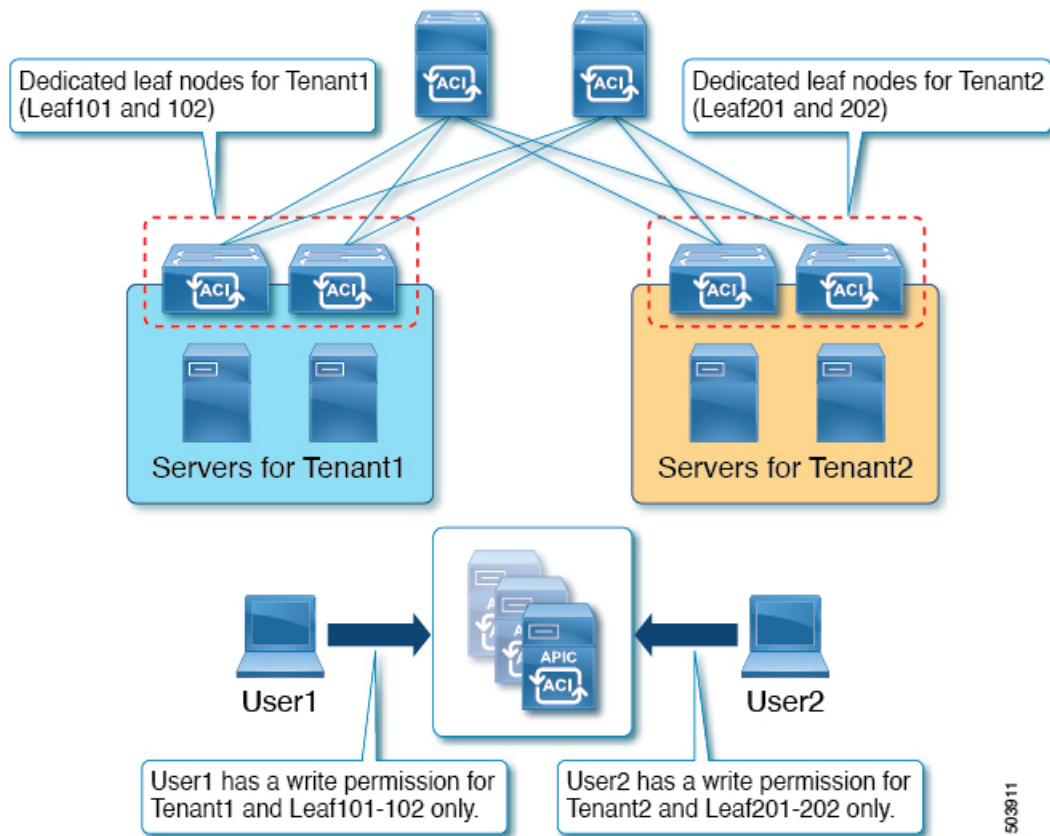 ACI
ACI
Dedicated leaf nodes for Tenant1
(Leaf101 and 102)
Dedicated leaf nodes for Tenant2
(Leaf201 and 202)
ACI
ACI
ACI
ACI
Servers for Tenant1
Servers for Tenant2
APIC
ACI
User1
User2
User1 has a write permission for
Tenant1 and Leaf101-102 only.
User2 has a write permission for
Tenant2 and Leaf201-202 only.
503911